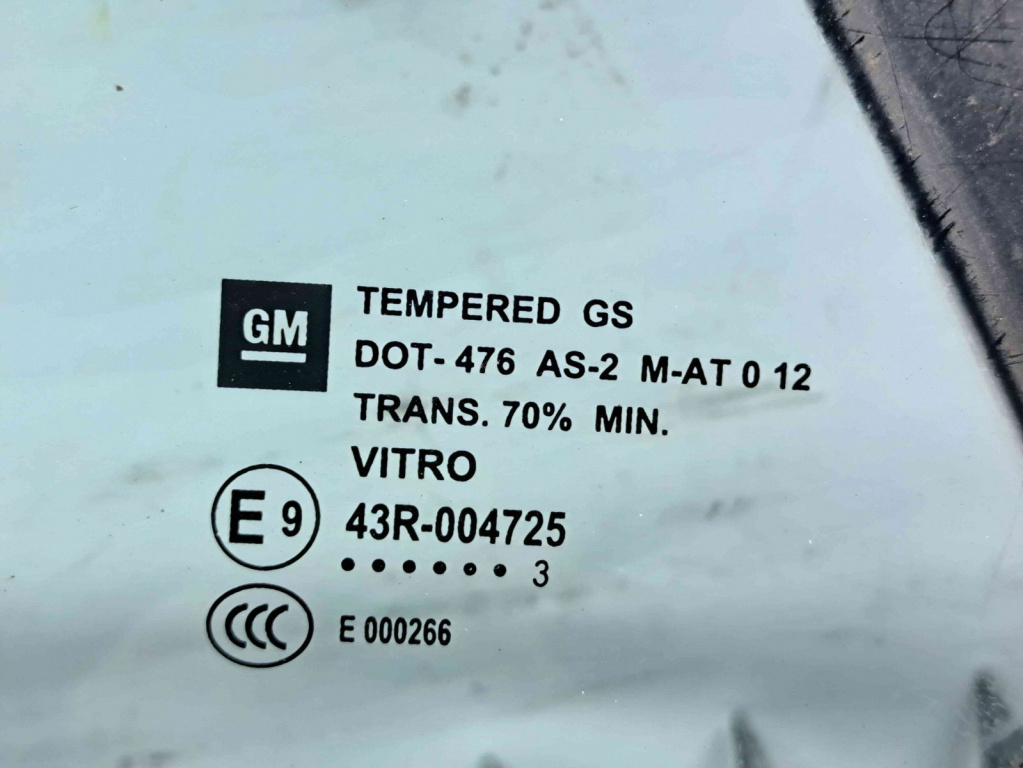 GM
TEMPERED GS
DOT- 476 AS-2 M-AT 0 12
TRANS. 70% MIN.
VITRO
E 9
43R-004725
• • • • • • 3
CCC
E 000266